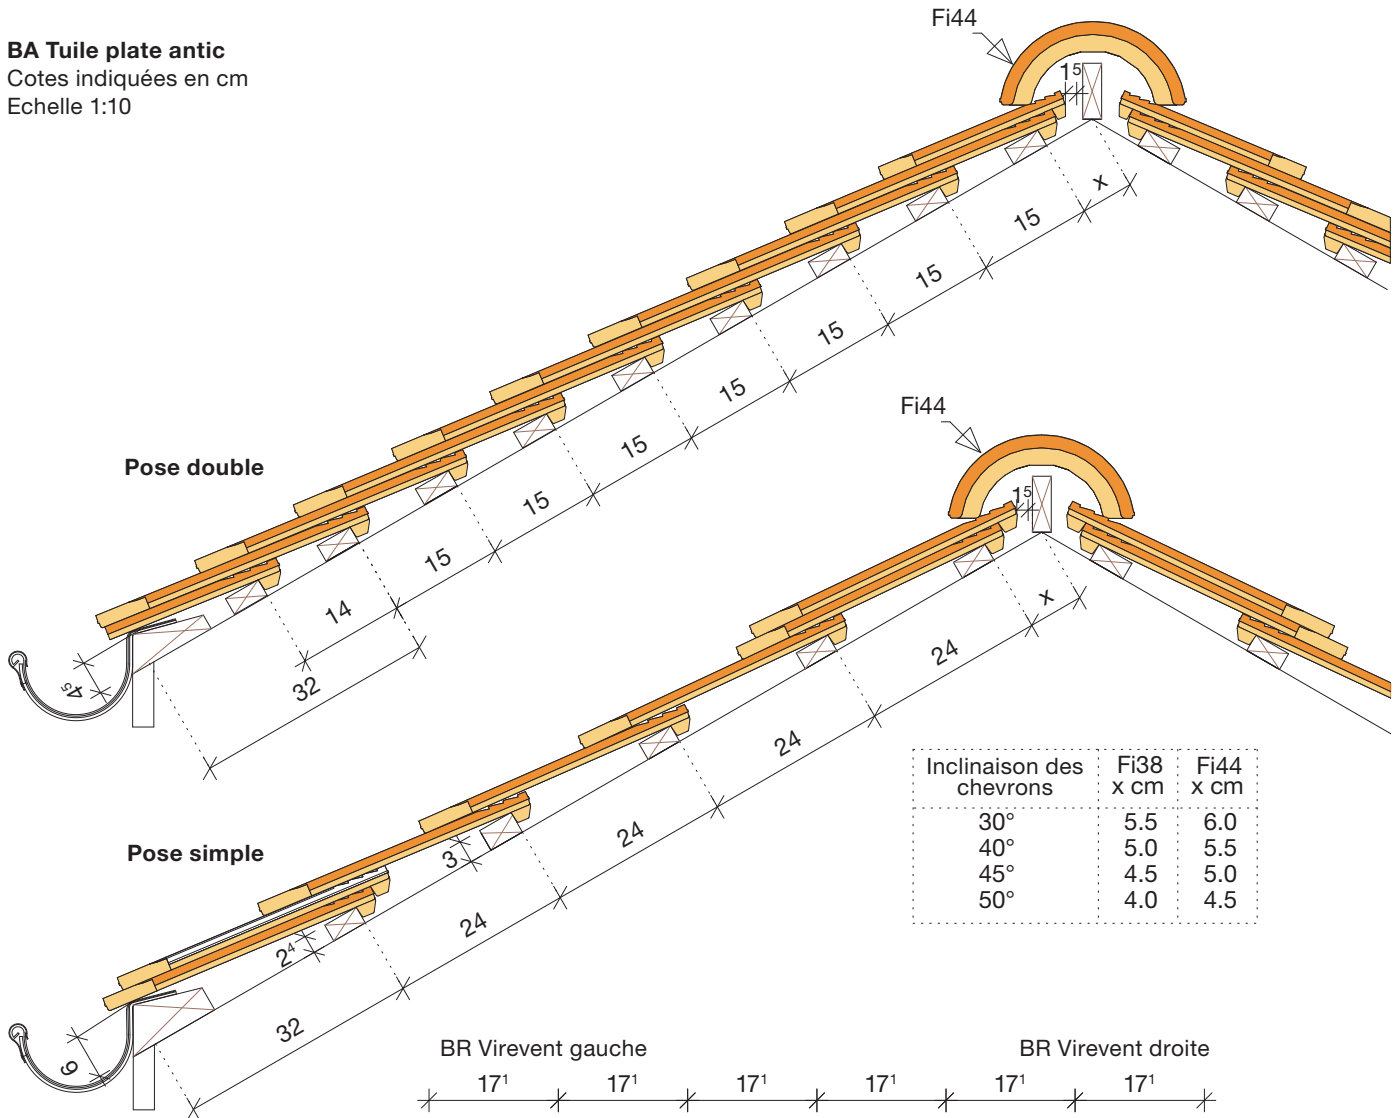 BA Tuile plate antic
Cotes indiquées en cm
Echelle 1:10
Fi44
1⁵
x
15
15
15
15
15
15
15
14
32
4⁵
Pose double
Fi44
1⁵
x
24
24
24
24
32
3
2⁴
9
Pose simple
Inclinaison des chevrons Fi38 x cm Fi44 x cm
30° 5.5 6.0
40° 5.0 5.5
45° 4.5 5.0
50° 4.0 4.5
BR Virevent gauche BR Virevent droite
17¹ 17¹ 17¹ 17¹ 17¹ 17¹